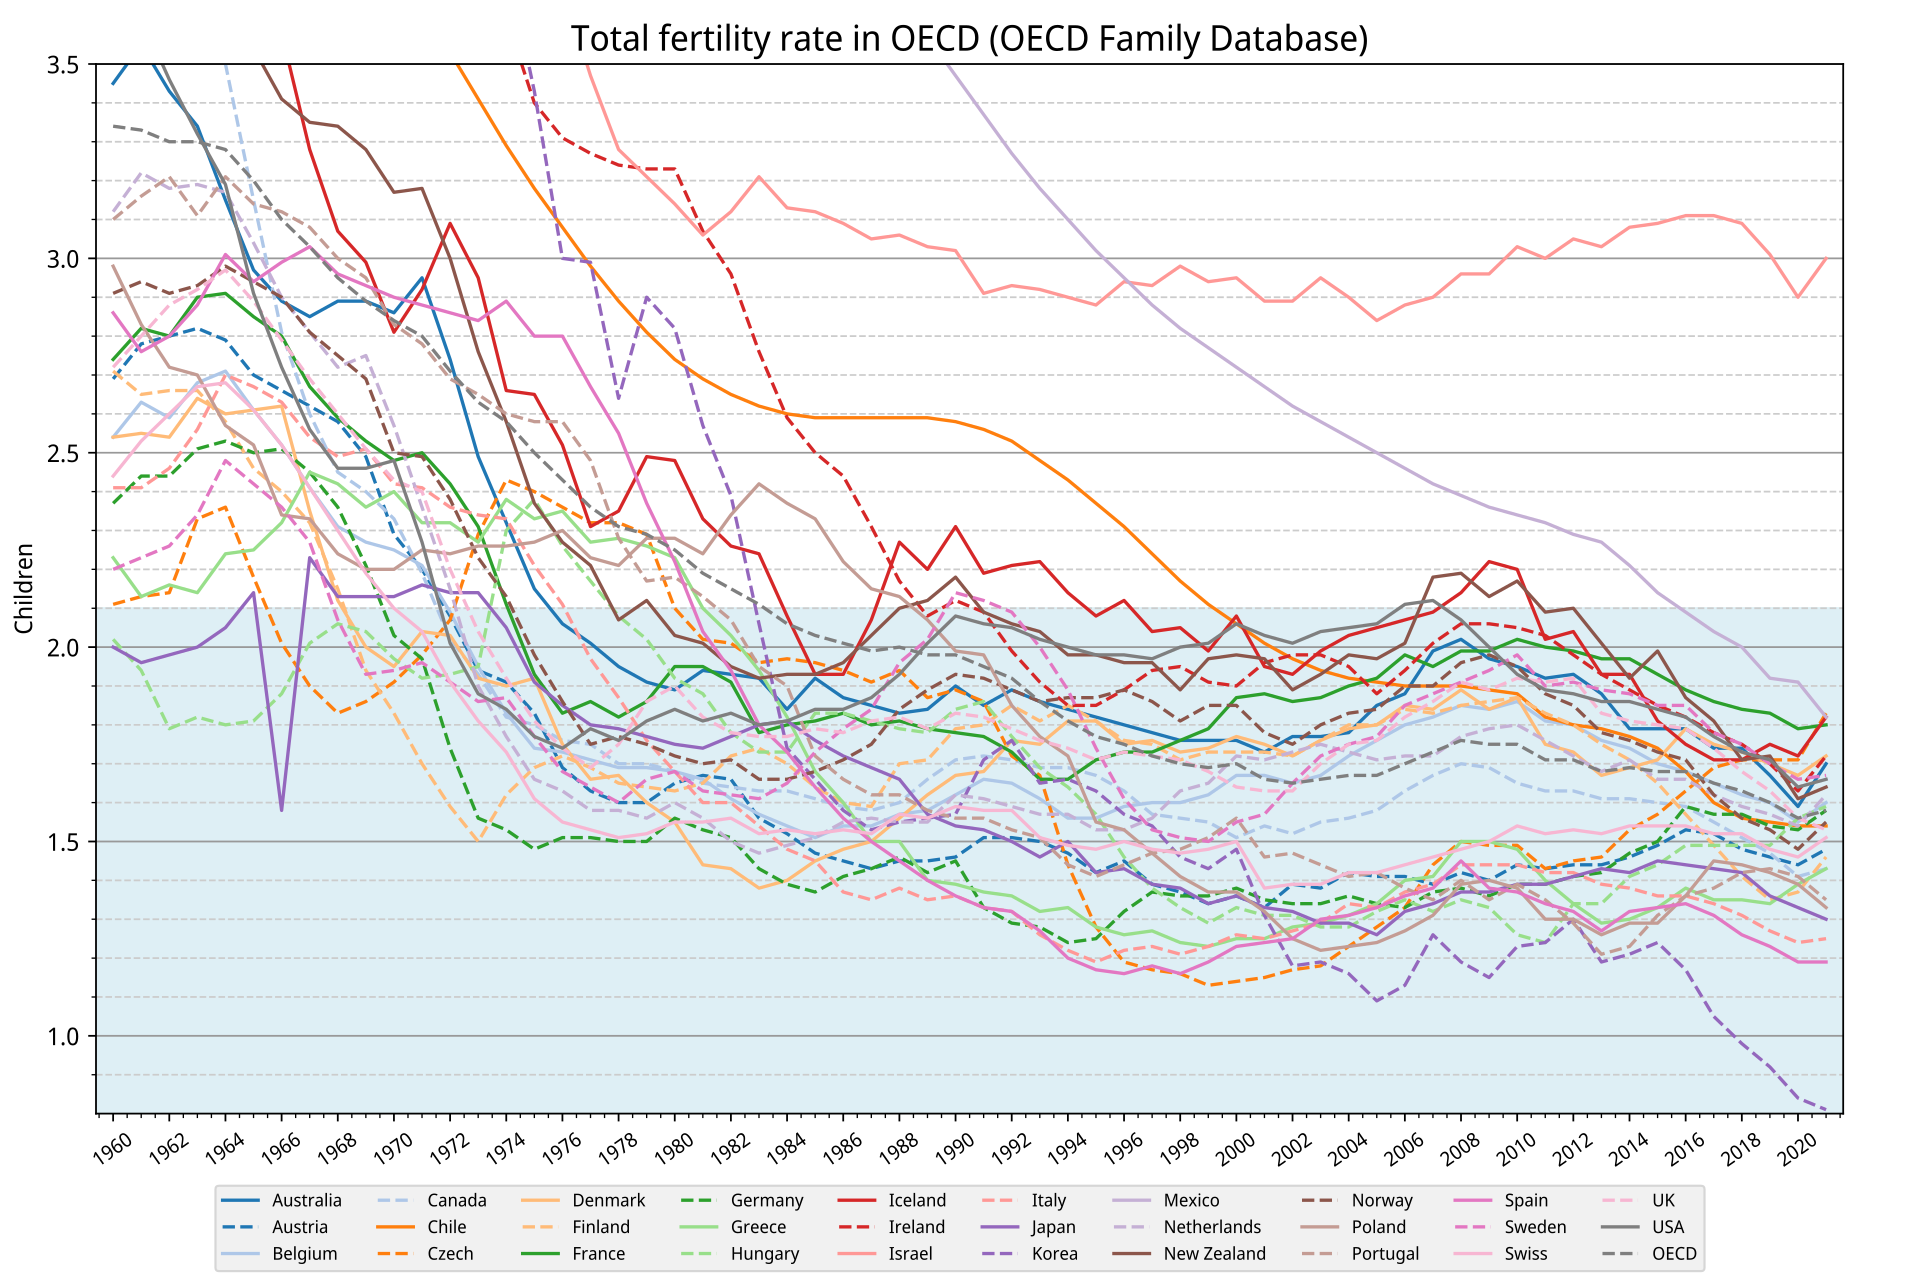 Total fertility rate in OECD (OECD Family Database)
3.5
3.0
2.5
2.0
1.5
1.0
Children
1960 1962 1964 1966 1968 1970 1972 1974 1976 1978 1980 1982 1984 1986 1988 1990 1992 1994 1996 1998 2000 2002 2004 2006 2008 2010 2012 2014 2016 2018 2020
Australia Canada Denmark Germany Iceland Italy Mexico Norway Spain UK
Austria Chile Finland Greece Ireland Japan Netherlands Poland Sweden USA
Belgium Czech France Hungary Israel Korea New Zealand Portugal Swiss OECD